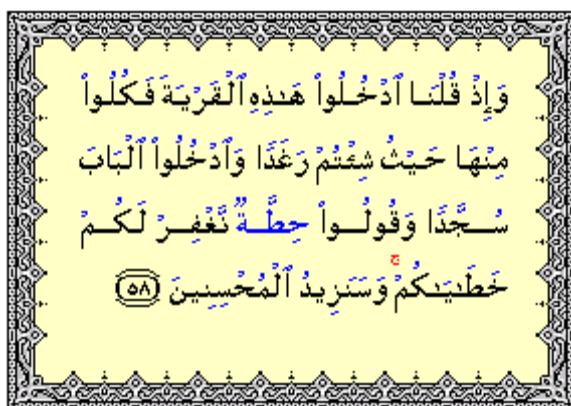 وَإِذْ قُلْنَا ٱدْخُلُوا۟ هَـٰذِهِ ٱلْقَرْيَةَ فَكُلُوا۟
مِنْهَا حَيْثُ شِئْتُمْ رَغَدًا وَٱدْخُلُوا۟ ٱلْبَابَ
سُجَّدًا وَقُولُوا۟ حِطَّةٌ نَّغْفِرْ لَكُمْ
خَطَـٰيَـٰكُمْ ۚ وَسَنَزِيدُ ٱلْمُحْسِنِينَ ٥٨